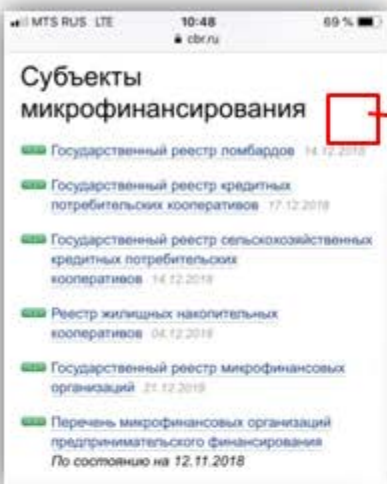 MTS RUS LTE 10:48 69 %
cbr.ru
Субъекты
микрофинансирования
Государственный реестр ломбардов 14.12.2018
Государственный реестр кредитных
потребительских кооперативов 17.12.2018
Государственный реестр сельскохозяйственных
кредитных потребительских
кооперативов 14.12.2018
Реестр жилищных накопительных
кооперативов 04.12.2018
Государственный реестр микрофинансовых
организаций 21.12.2018
Перечень микрофинансовых организаций
предпринимательского финансирования
По состоянию на 12.11.2018